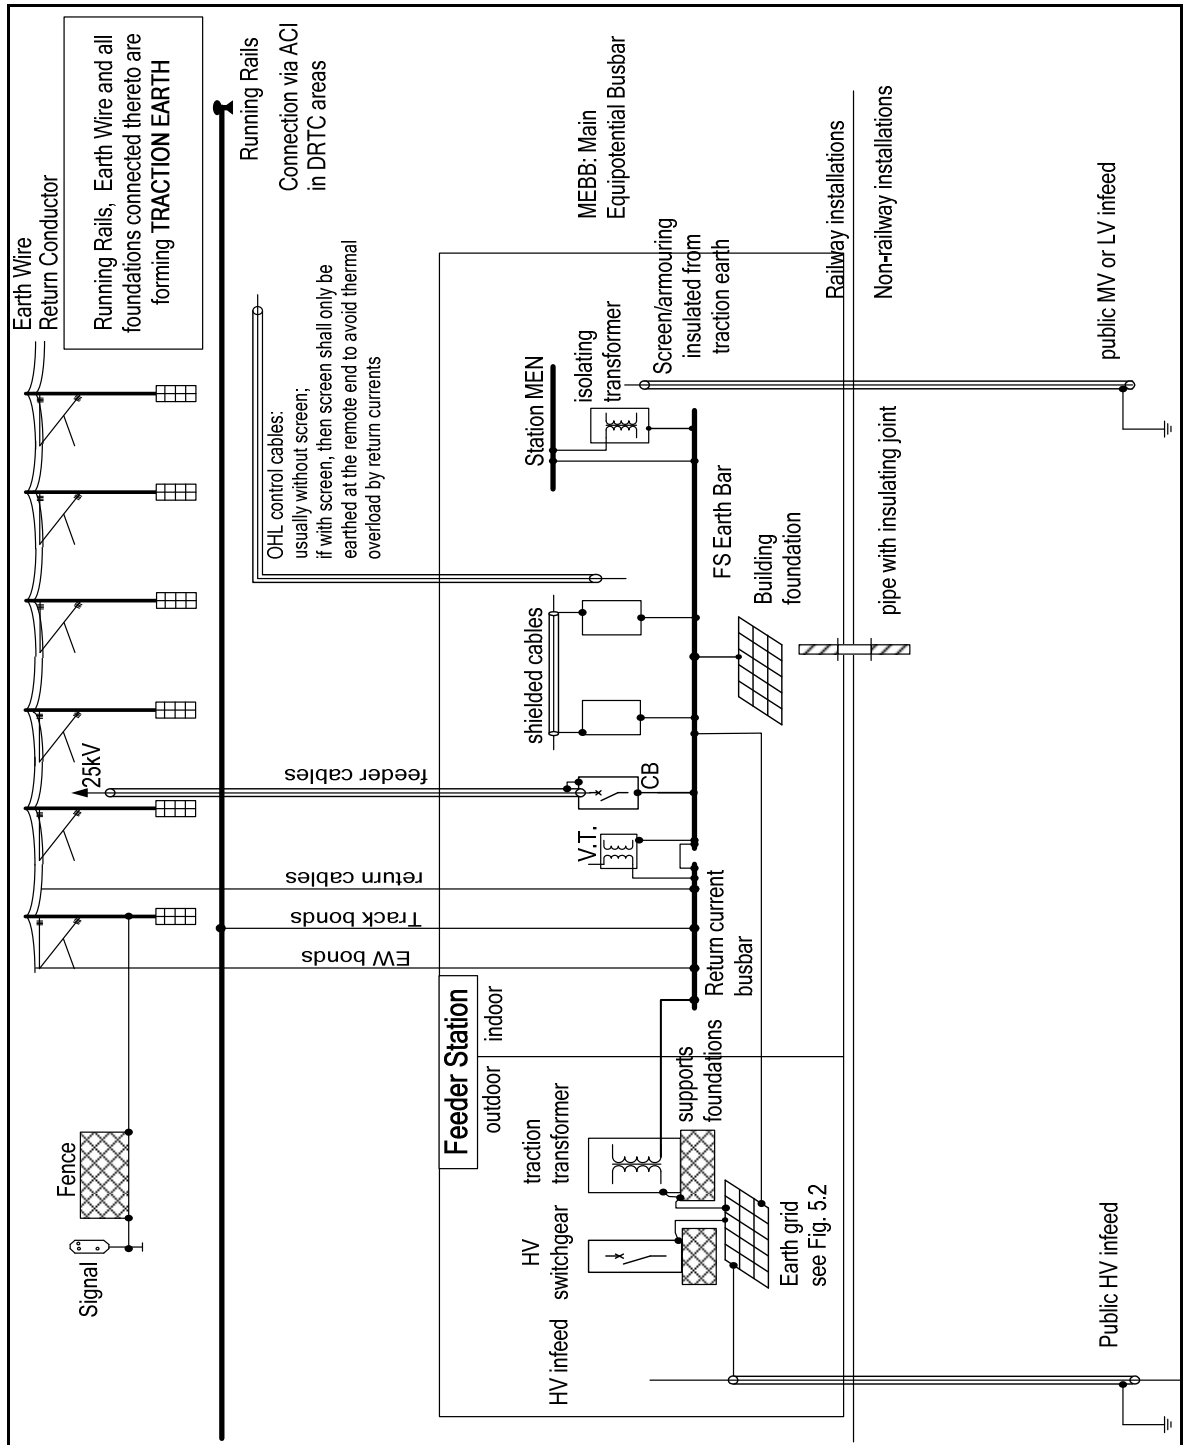 Earth Wire
Return Conductor
Running Rails, Earth Wire and all
foundations connected thereto are
forming TRACTION EARTH
Running Rails
Connection via ACI
in DRTC areas
25kV
Fence
Signal
OHL control cables:
usually without screen;
if with screen, then screen shall only be
earthed at the remote end to avoid thermal
overload by return currents
feeder cables
return cables
Track bonds
EW bonds
Feeder Station
outdoor
indoor
HV infeed
HV
switchgear
traction
transformer
supports
foundations
Earth grid
see Fig. 5.2
Return current
busbar
V.T.
CB
shielded cables
Station MEN
isolating
transformer
Screen/armouring
insulated from
traction earth
MEBB: Main
Equipotential Busbar
FS Earth Bar
Building
foundation
Railway installations
Non-railway installations
pipe with insulating joint
Public HV infeed
public MV or LV infeed